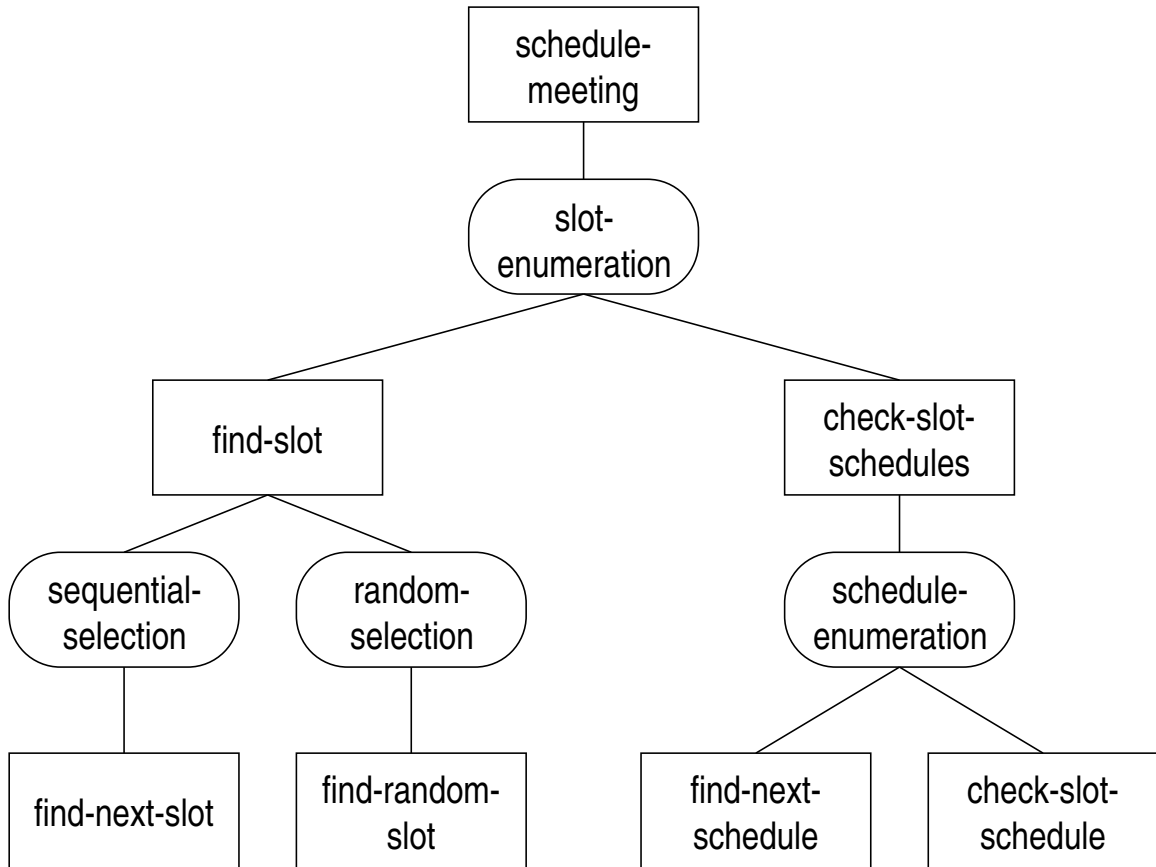 schedule-
meeting
slot-
enumeration
find-slot
check-slot-
schedules
sequential-
selection
random-
selection
schedule-
enumeration
find-next-slot
find-random-
slot
find-next-
schedule
check-slot-
schedule